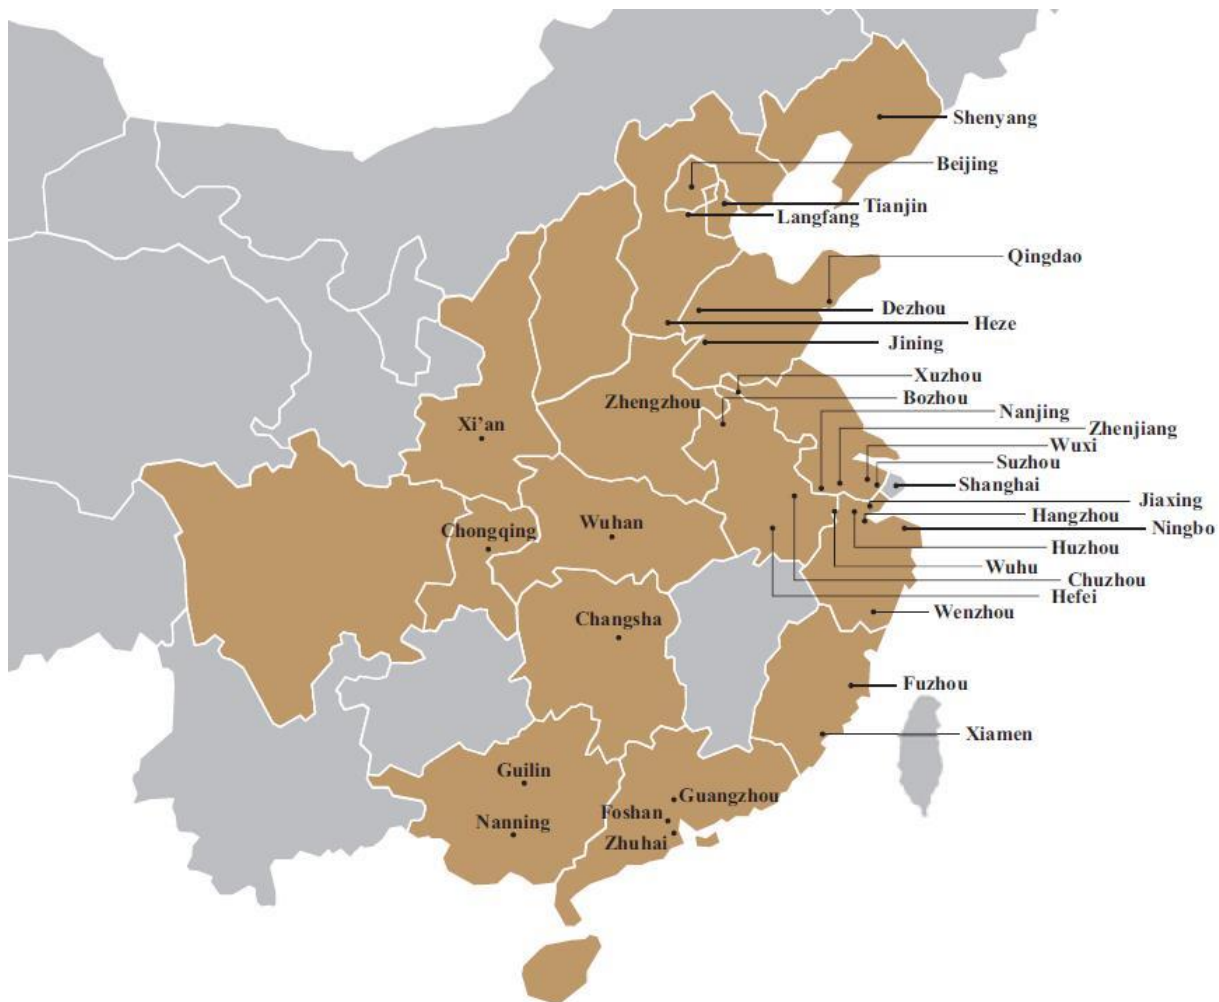 Shenyang
Beijing
Tianjin
Langfang
Qingdao
Dezhou
Heze
Jining
Xuzhou
Bozhou
Zhengzhou
Nanjing
Xi’an
Zhenjiang
Wuxi
Suzhou
Shanghai
Jiaxing
Hangzhou
Ningbo
Chongqing
Wuhan
Huzhou
Wuhu
Chuzhou
Hefei
Wenzhou
Changsha
Fuzhou
Xiamen
Guilin
Guangzhou
Foshan
Nanning
Zhuhai